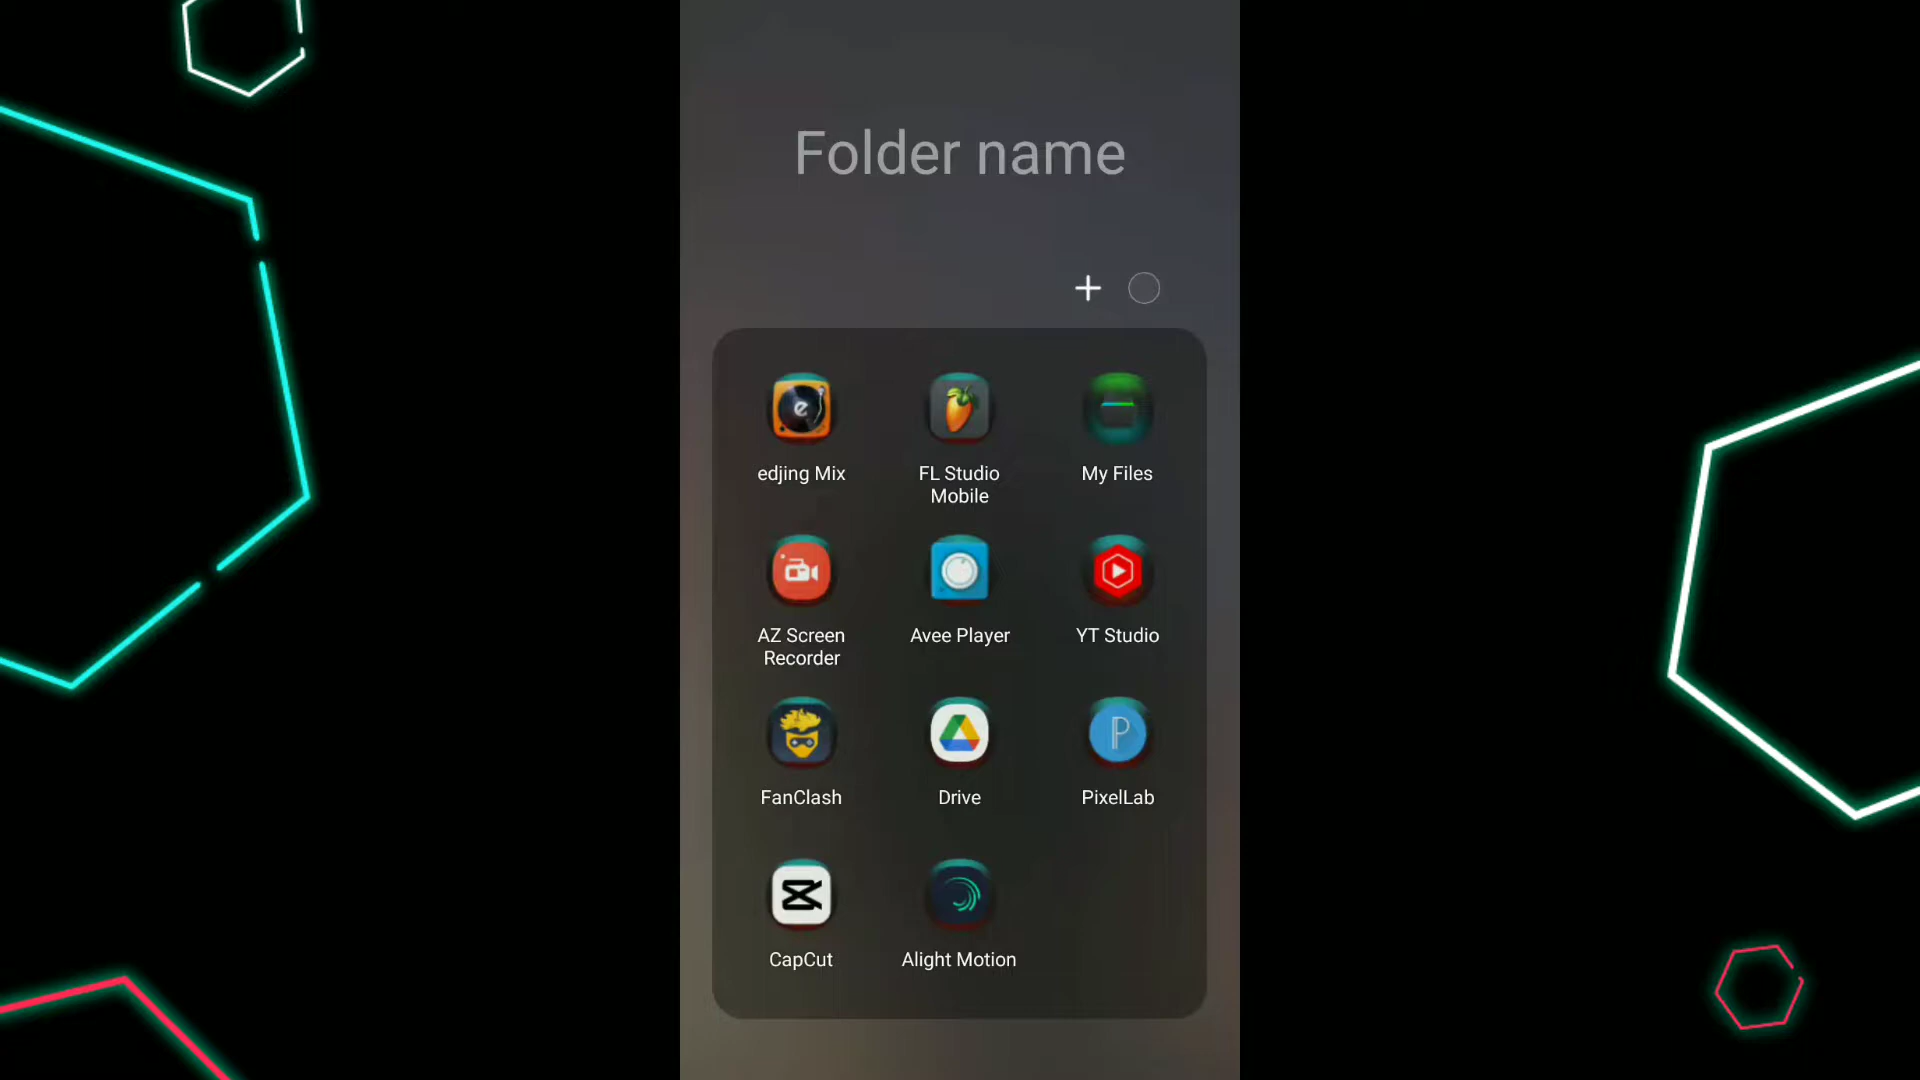 Folder name
edjing Mix
FL Studio
Mobile
My Files
AZ Screen
Recorder
Avee Player
YT Studio
FanClash
Drive
PixelLab
CapCut
Alight Motion